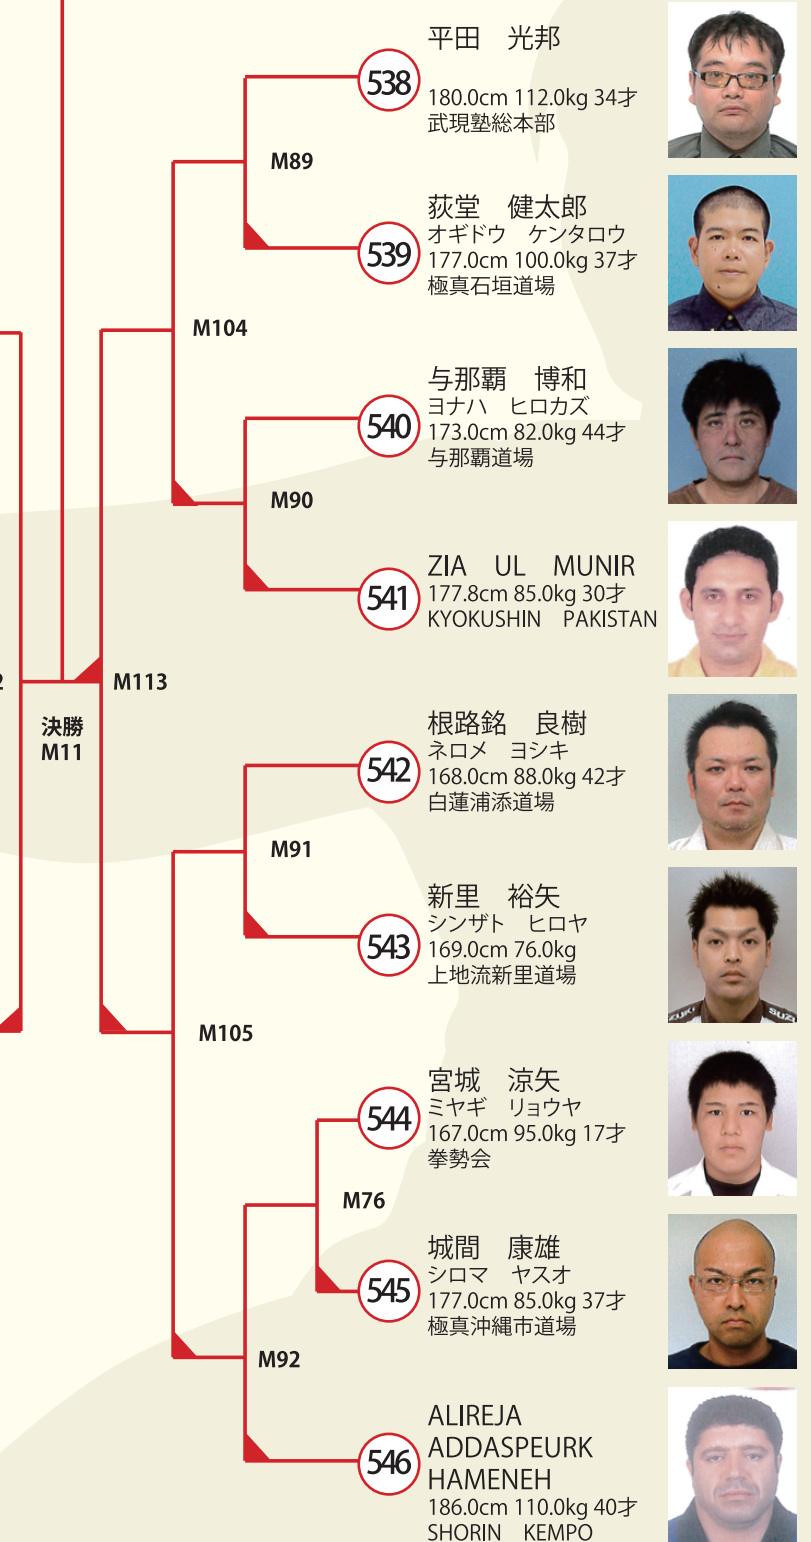 538
平田　光邦
180.0cm 112.0kg 34才
武現塾総本部
M89
539
荻堂　健太郎
オギドウ　ケンタロウ
177.0cm 100.0kg 37才
極真石垣道場
M104
540
与那覇　博和
ヨナハ　ヒロカズ
173.0cm 82.0kg 44才
与那覇道場
M90
541
ZIA　UL　MUNIR
177.8cm 85.0kg 30才
KYOKUSHIN　PAKISTAN
2
M113
決勝
M11
542
根路銘　良樹
ネロメ　ヨシキ
168.0cm 88.0kg 42才
白蓮浦添道場
M91
543
新里　裕矢
シンザト　ヒロヤ
169.0cm 76.0kg
上地流新里道場
SUZU
M105
544
宮城　涼矢
ミヤギ　リョウヤ
167.0cm 95.0kg 17才
拳勢会
M76
545
城間　康雄
シロマ　ヤスオ
177.0cm 85.0kg 37才
極真沖縄市道場
M92
546
ALIREJA
ADDASPEURK
HAMENEH
186.0cm 110.0kg 40才
SHORIN　KEMPO